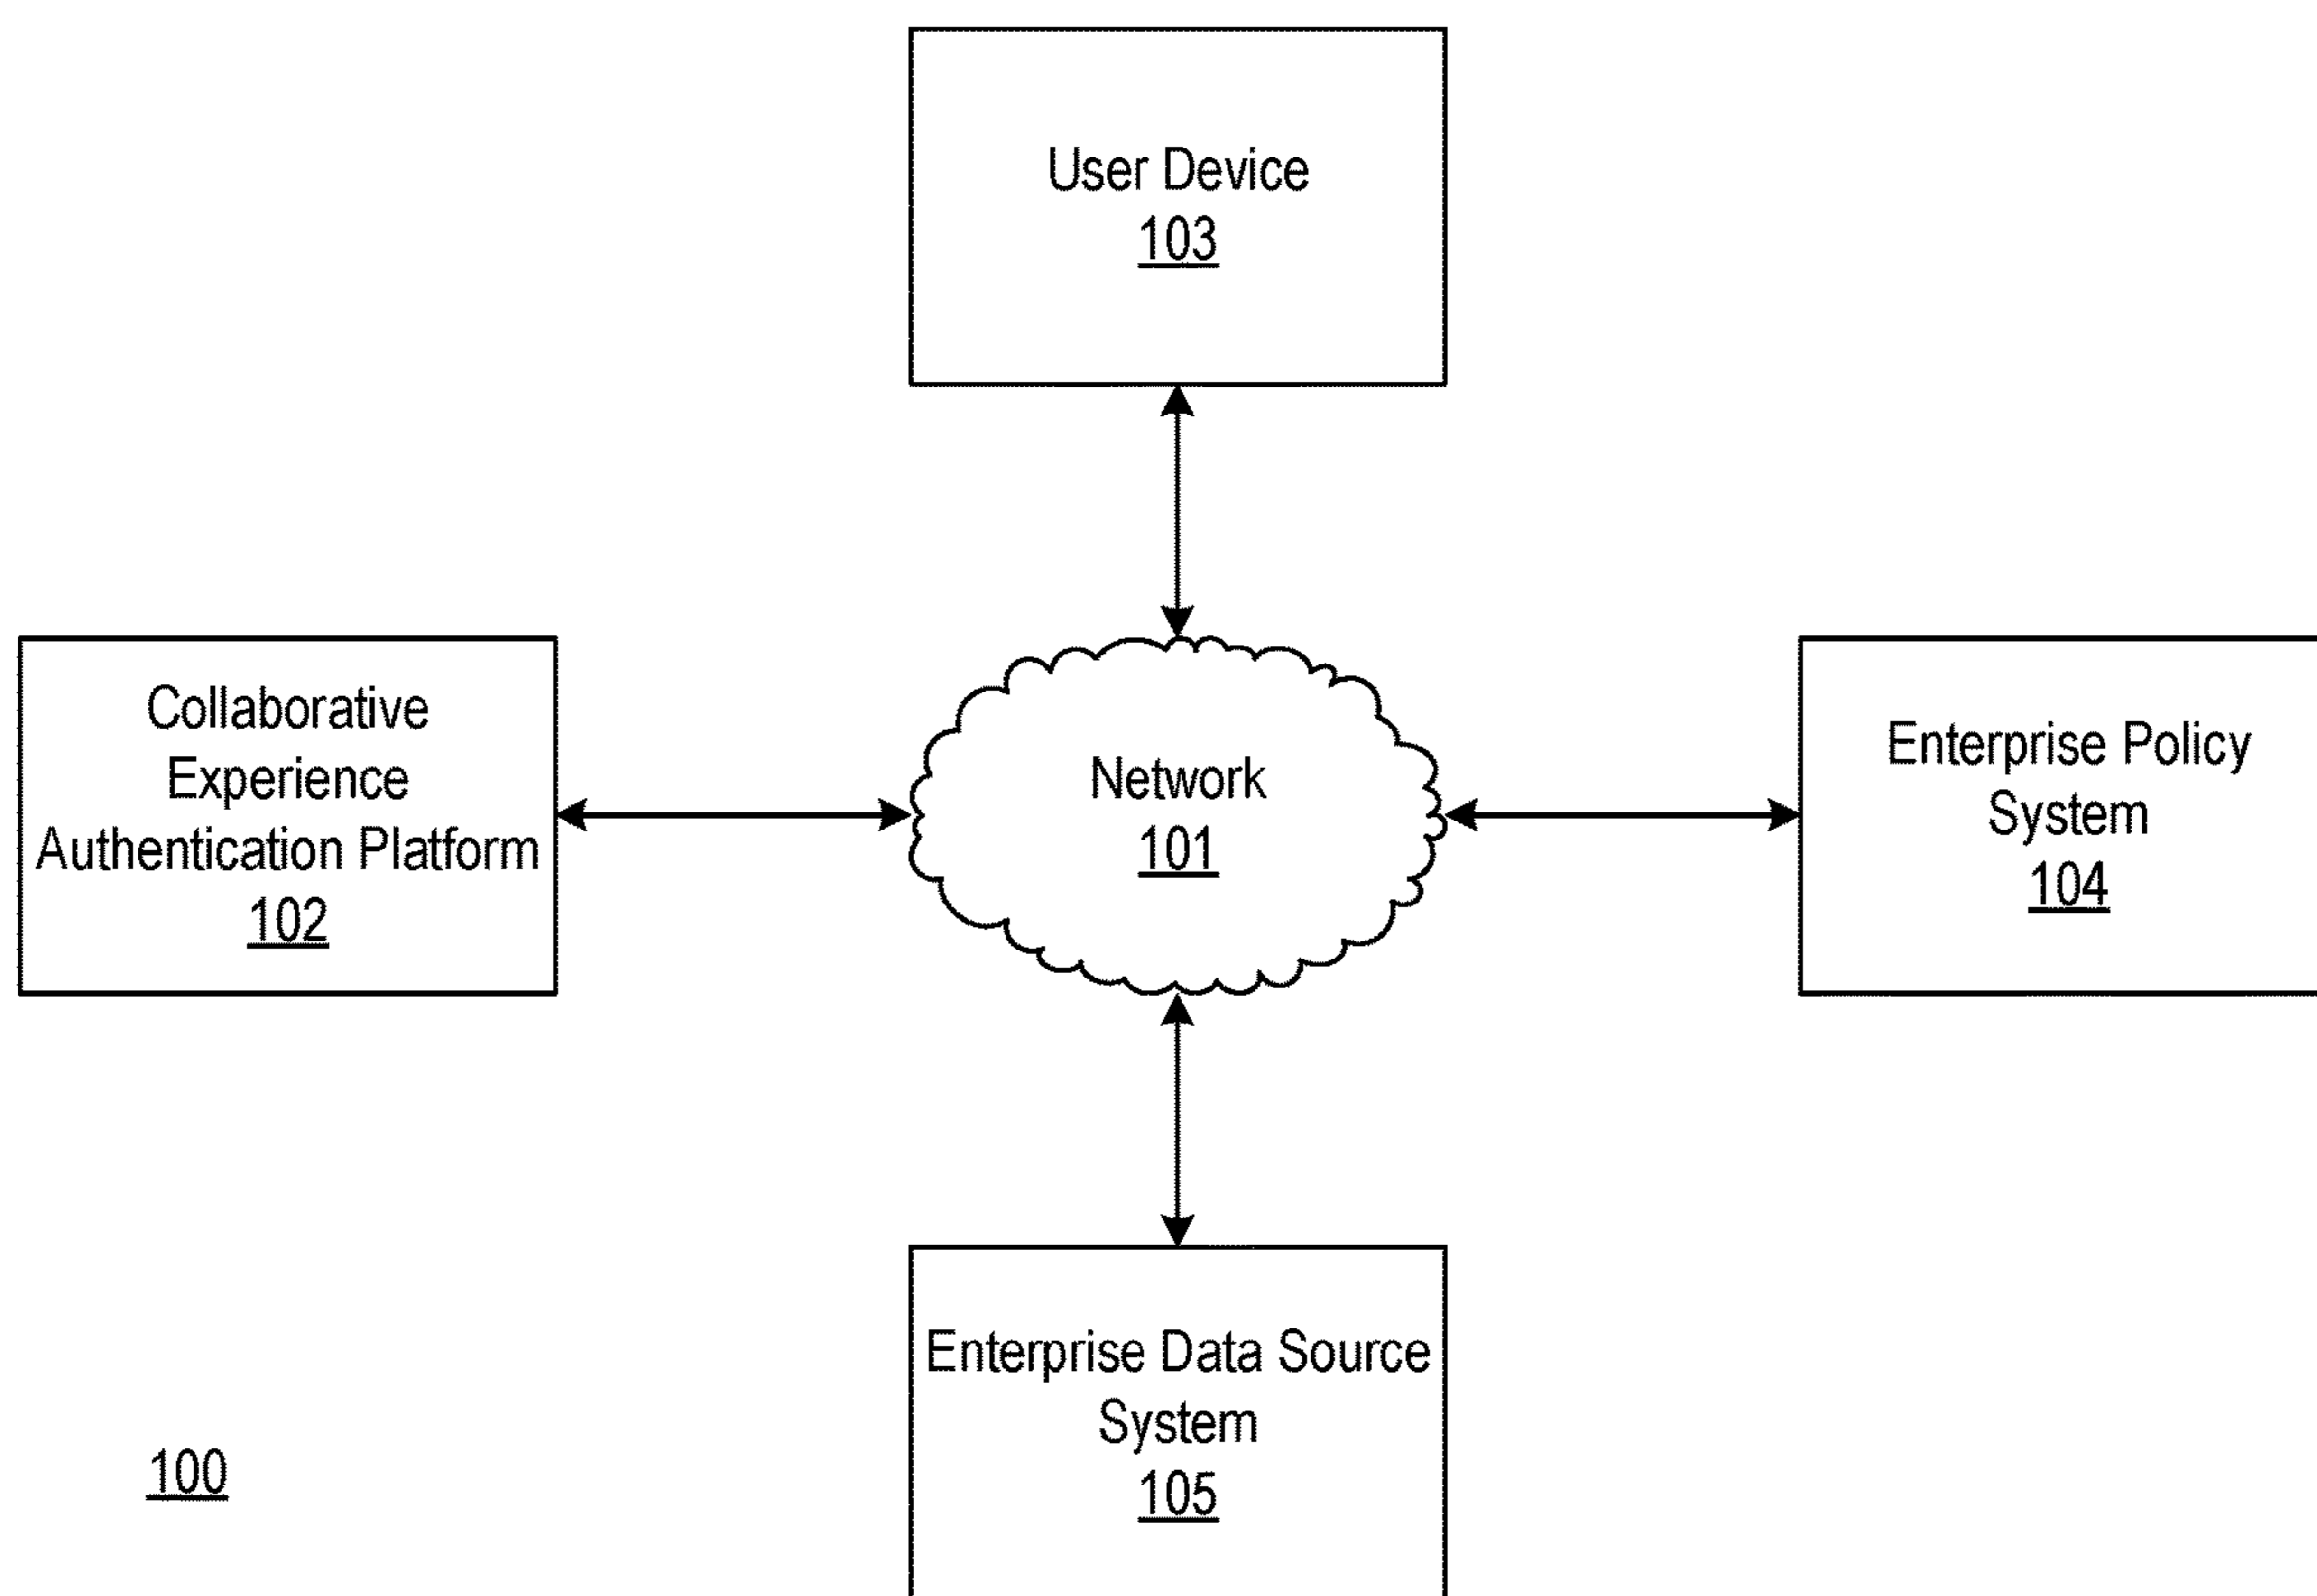 User Device
103
Collaborative
Experience
Authentication Platform
102
Network
101
Enterprise Policy
System
104
Enterprise Data Source
System
105
100